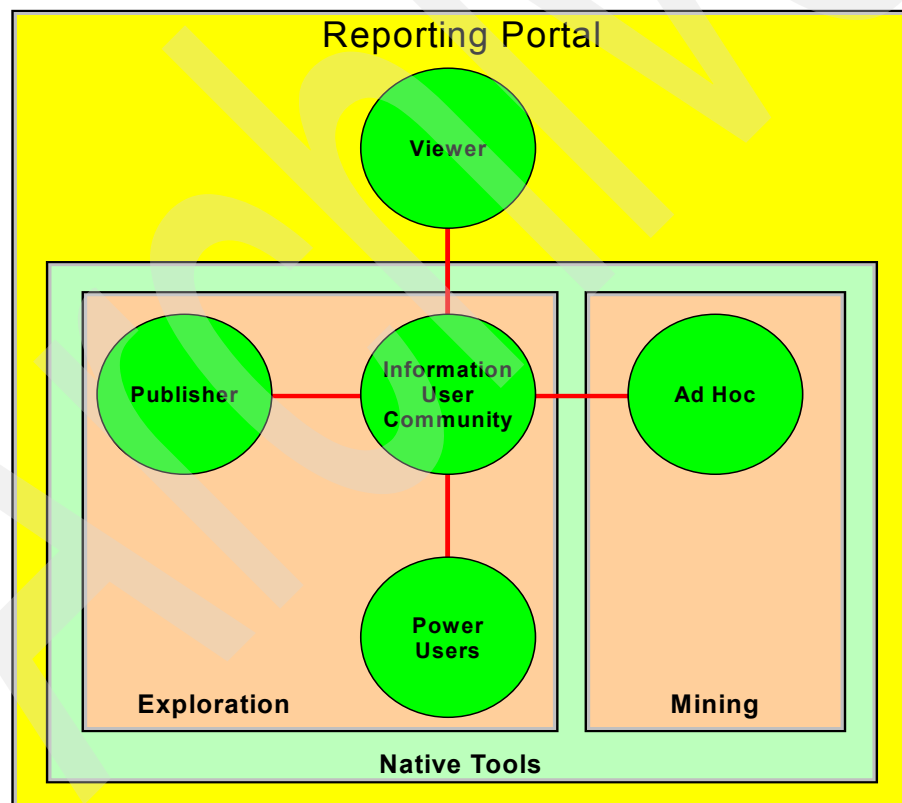 Reporting Portal
Viewer
Publisher
Information
User
Community
Ad Hoc
Power
Users
Exploration
Mining
Native Tools